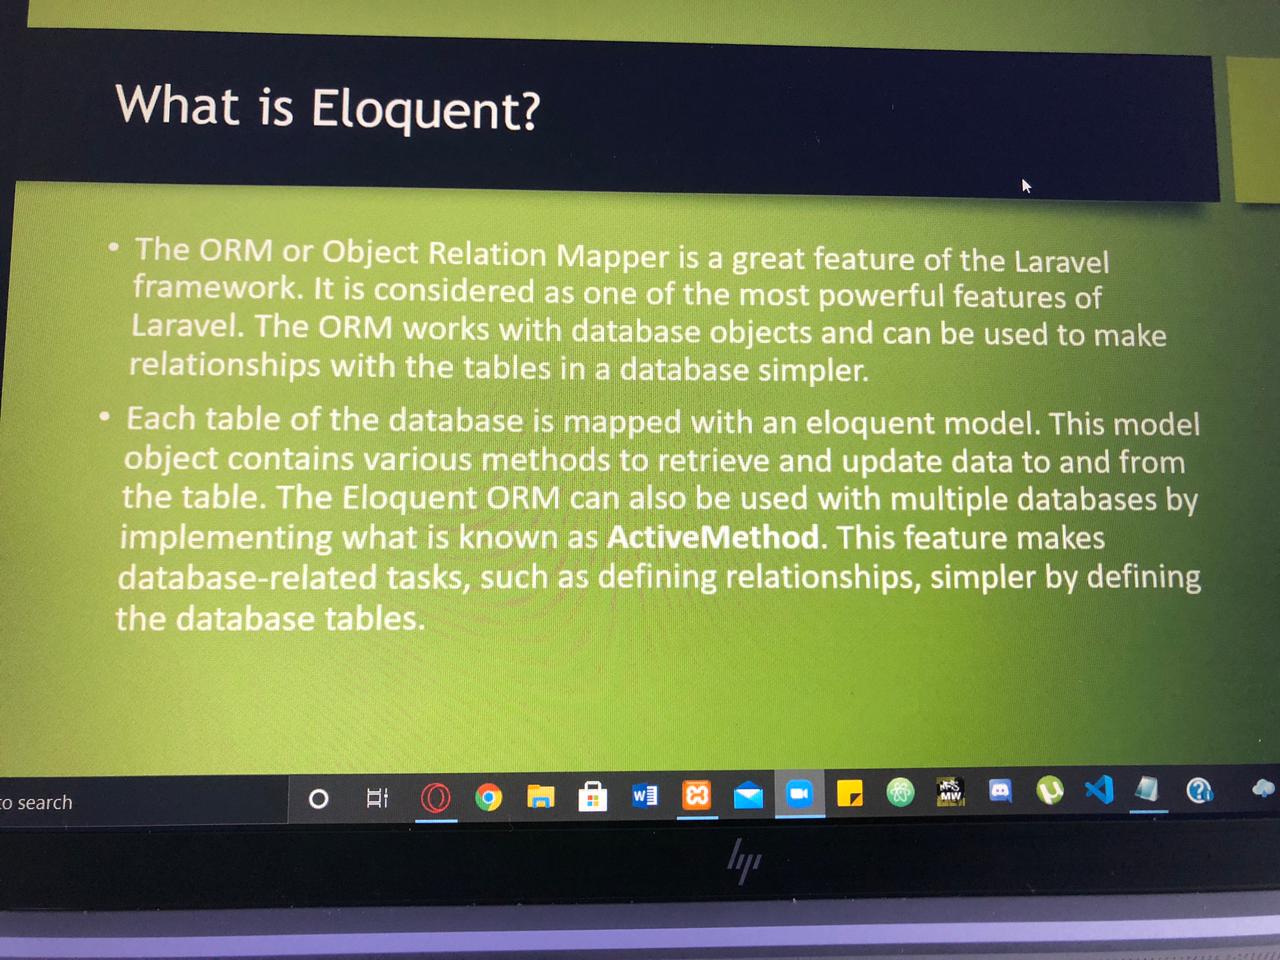 What is Eloquent?
• The ORM or Object Relation Mapper is a great feature of the Laravel
framework. It is considered as one of the most powerful features of
Laravel. The ORM works with database objects and can be used to make
relationships with the tables in a database simpler.
• Each table of the database is mapped with an eloquent model. This model
object contains various methods to retrieve and update data to and from
the table. The Eloquent ORM can also be used with multiple databases by
implementing what is known as ActiveMethod. This feature makes
database-related tasks, such as defining relationships, simpler by defining
the database tables.
to search
MW
hp